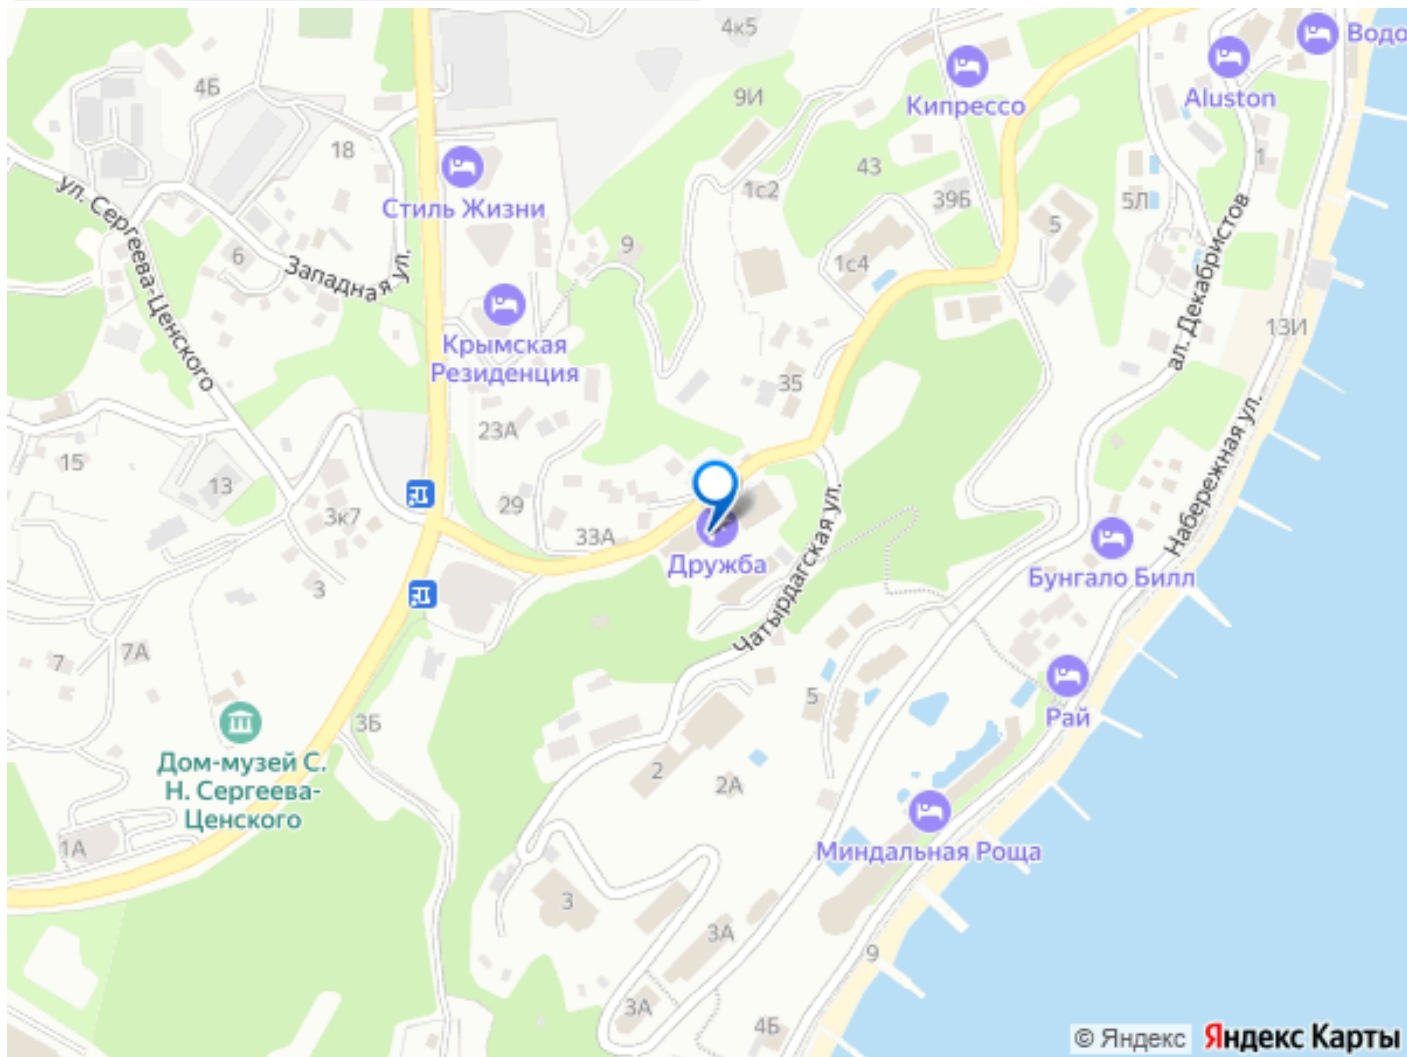 4к5
Водо
4Б
9И
Кипрессо
Aluston
18
43
1
ул. Сергеева-Ценского
Стиль Жизни
1с2
39Б
5Л
5
6
Западная ул.
9
1с4
ал. Декабристов
13И
Крымская
Резиденция
35
23А
Набережная ул.
15
13
29
3к7
33А
Дружба
Чатырдагская ул.
Бунгало Билл
3
7
7А
5
Рай
3Б
Дом-музей С.
Н. Сергеева-
Ценского
2
2А
1А
Миндальная Роща
3
3А
9
3А
4Б
© Яндекс Яндекс Карты